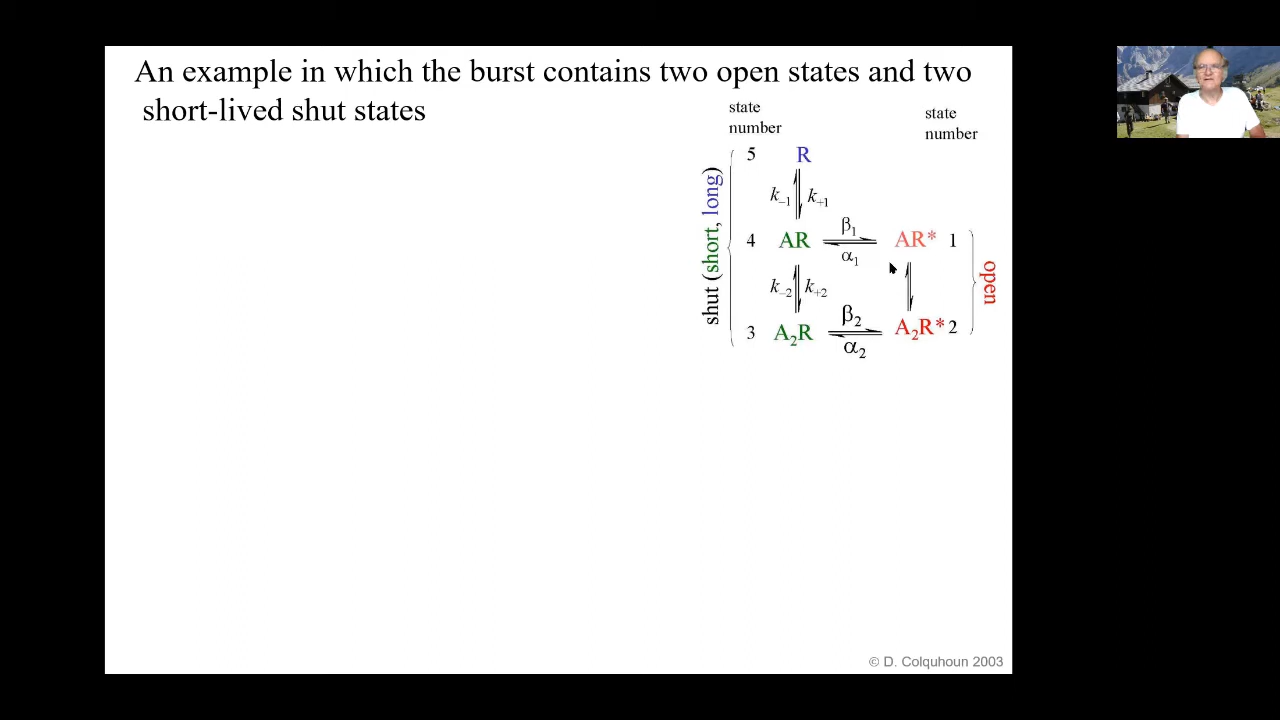 An example in which the burst contains two open states and two
short-lived shut states
state
number
state
number
shut (short, long)
5 R
k₋₁ k₊₁
4 AR β₁ α₁ AR* 1
k₋₂ k₊₂
3 A₂R β₂ α₂ A₂R* 2
open
© D. Colquhoun 2003